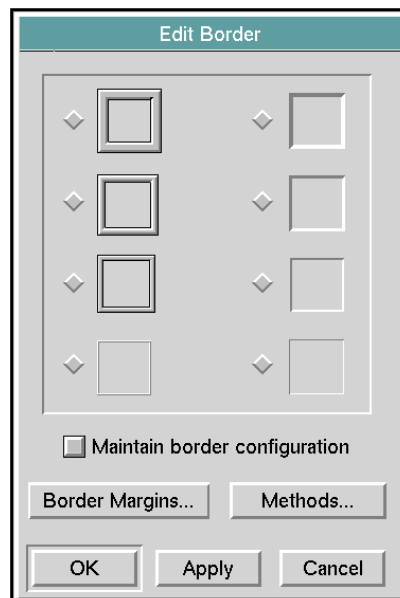 Edit Border
Maintain border configuration
Border Margins...
Methods...
OK
Apply
Cancel